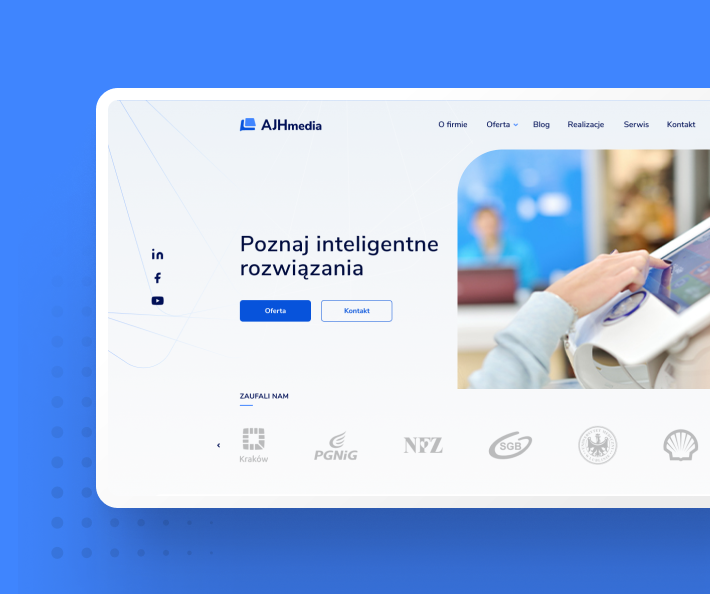 AJHmedia
O firmie Oferta Blog Realizacje Serwis Kontakt
Poznaj inteligentne
rozwiązania
Oferta Kontakt
ZAUFALI NAM
Kraków
PGNiG
NFZ
SGB